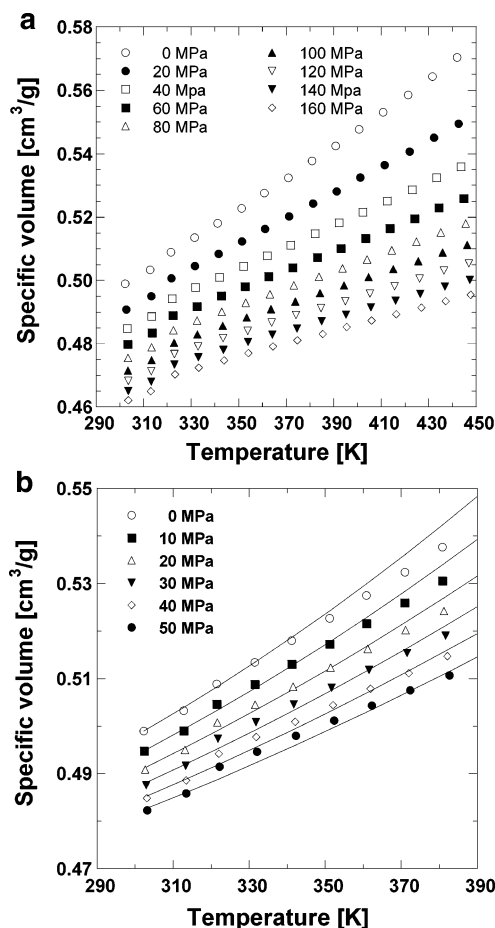 a
0.58
0.56
0.54
0.52
0.50
0.48
0.46
Specific volume [cm³/g]
0 MPa
20 MPa
40 Mpa
60 MPa
80 MPa
100 MPa
120 MPa
140 MPa
160 MPa
290 310 330 350 370 390 410 430 450
Temperature [K]
b
0.55
0.53
0.51
0.49
0.47
Specific volume [cm³/g]
0 MPa
10 MPa
20 MPa
30 MPa
40 MPa
50 MPa
290 310 330 350 370 390
Temperature [K]